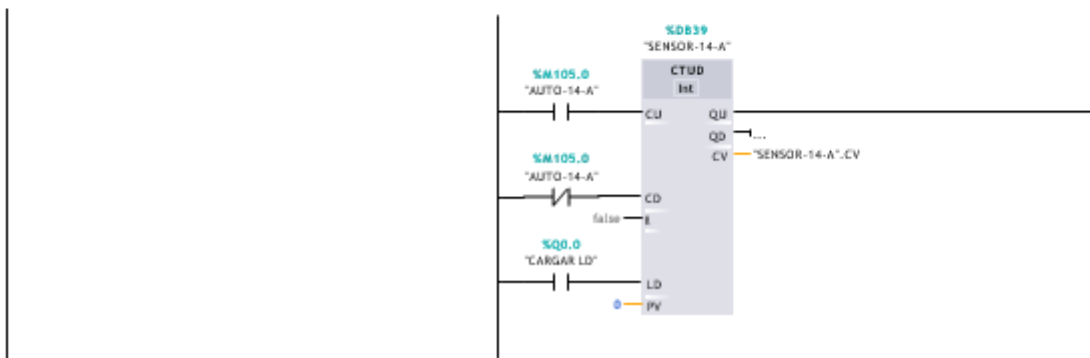 %DB39
"SENSOR-14-A"
CTUD
Int
%M105.0
"AUTO-14-A"
CU
QU
QD
...
CV
"SENSOR-14-A".CV
%M105.0
"AUTO-14-A"
CD
false
R
%Q0.0
"CARGAR LD"
LD
0
PV